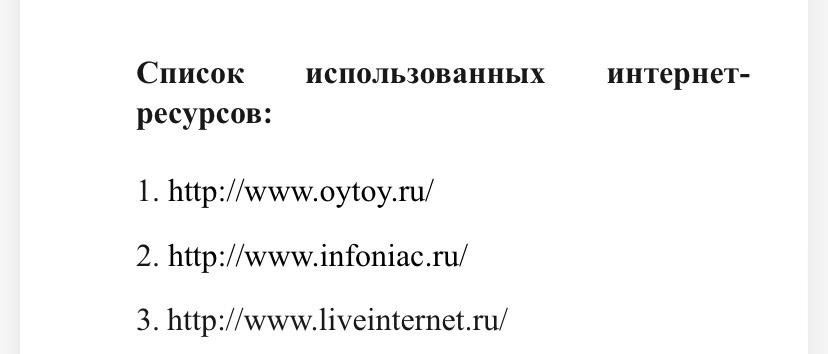 Список использованных интернет-
ресурсов:
1. http://www.oytoy.ru/
2. http://www.infoniac.ru/
3. http://www.liveinternet.ru/